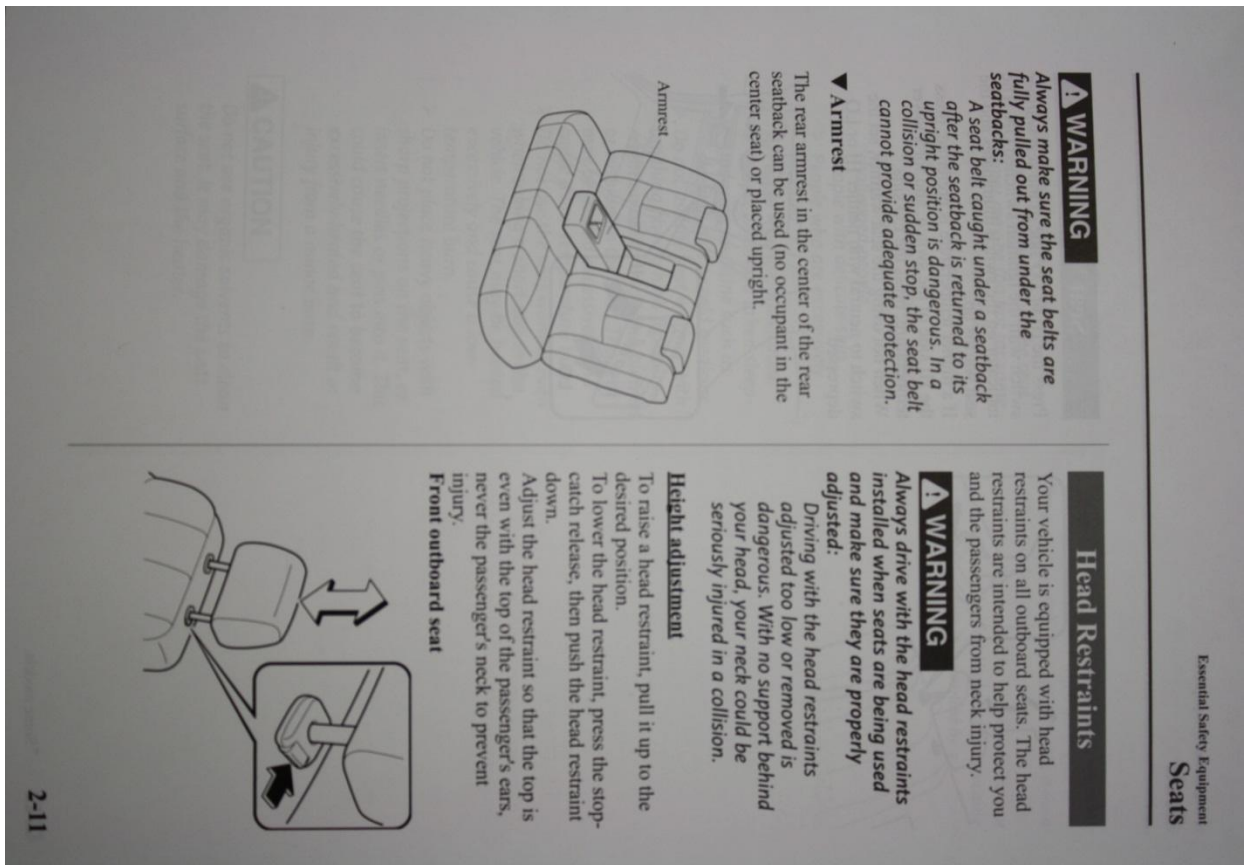 Essential Safety Equipment
Seats
⚠ WARNING
Always make sure the seat belts are
fully pulled out from under the
seatbacks:
A seat belt caught under a seatback
after the seatback is returned to its
upright position is dangerous. In a
collision or sudden stop, the seat belt
cannot provide adequate protection.
▼ Armrest
The rear armrest in the center of the rear
seatback can be used (no occupant in the
center seat) or placed upright.
Armrest
Head Restraints
Your vehicle is equipped with head
restraints on all outboard seats. The head
restraints are intended to help protect you
and the passengers from neck injury.
⚠ WARNING
Always drive with the head restraints
installed when seats are being used
and make sure they are properly
adjusted:
Driving with the head restraints
adjusted too low or removed is
dangerous. With no support behind
your head, your neck could be
seriously injured in a collision.
Height adjustment
To raise a head restraint, pull it up to the
desired position.
To lower the head restraint, press the stop-
catch release, then push the head restraint
down.
Adjust the head restraint so that the top is
even with the top of the passenger's ears,
never the passenger's neck to prevent
injury.
Front outboard seat
2-11